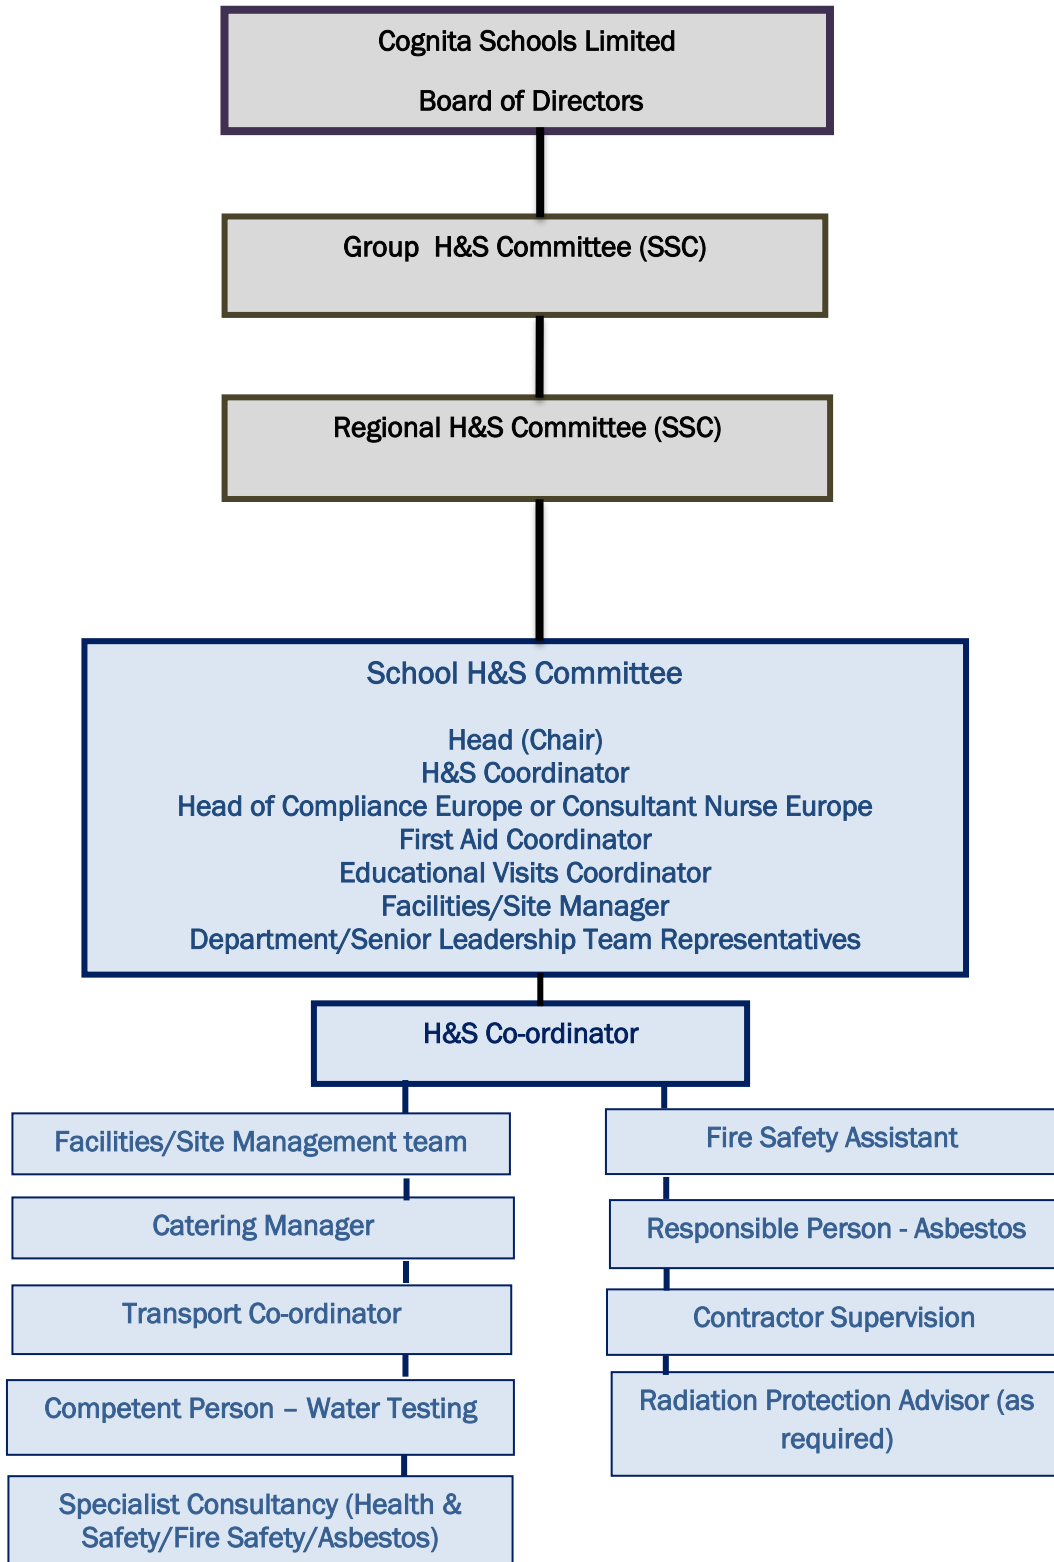 Cognita Schools Limited
Board of Directors
Group H&S Committee (SSC)
Regional H&S Committee (SSC)
School H&S Committee
Head (Chair)
H&S Coordinator
Head of Compliance Europe or Consultant Nurse Europe
First Aid Coordinator
Educational Visits Coordinator
Facilities/Site Manager
Department/Senior Leadership Team Representatives
H&S Co-ordinator
Facilities/Site Management team
Catering Manager
Transport Co-ordinator
Competent Person – Water Testing
Specialist Consultancy (Health &
Safety/Fire Safety/Asbestos)
Fire Safety Assistant
Responsible Person - Asbestos
Contractor Supervision
Radiation Protection Advisor (as
required)